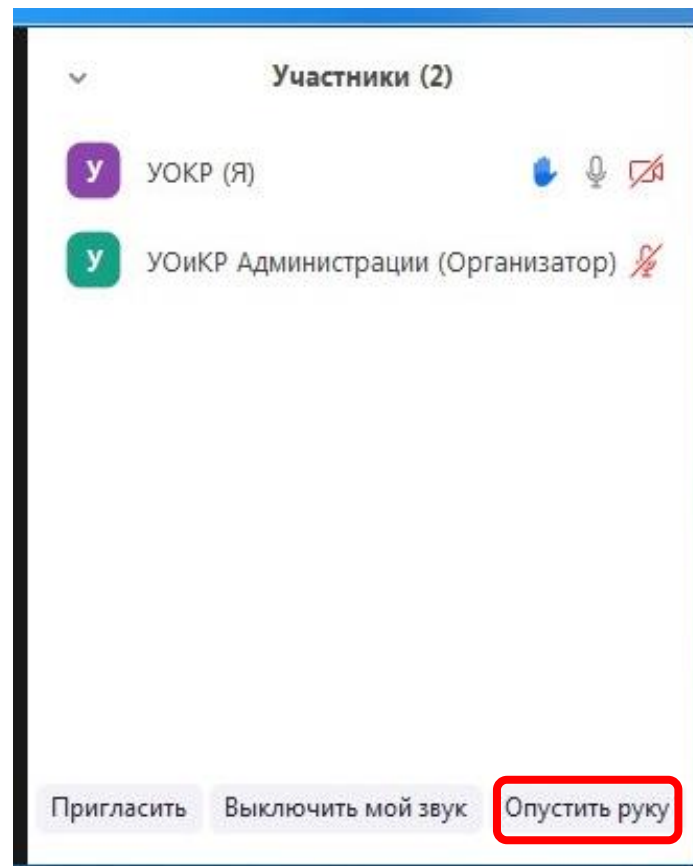 Участники (2)
У УОКР (Я)
У УОиКР Администрации (Организатор)
Пригласить Выключить мой звук Опустить руку